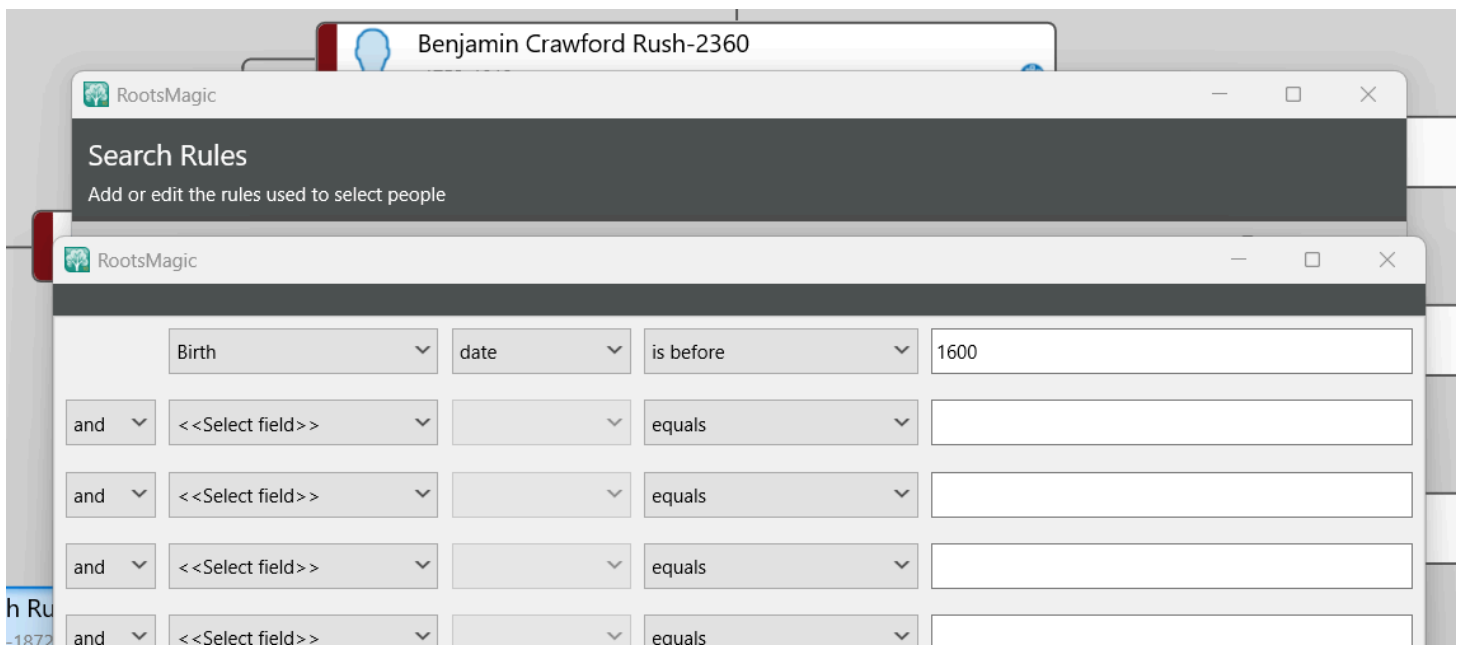 Benjamin Crawford Rush-2360
RootsMagic
Search Rules
Add or edit the rules used to select people
RootsMagic
Birth date is before 1600
and <<Select field>> equals
and <<Select field>> equals
and <<Select field>> equals
h Ru
-1872 and <<Select field>> equals